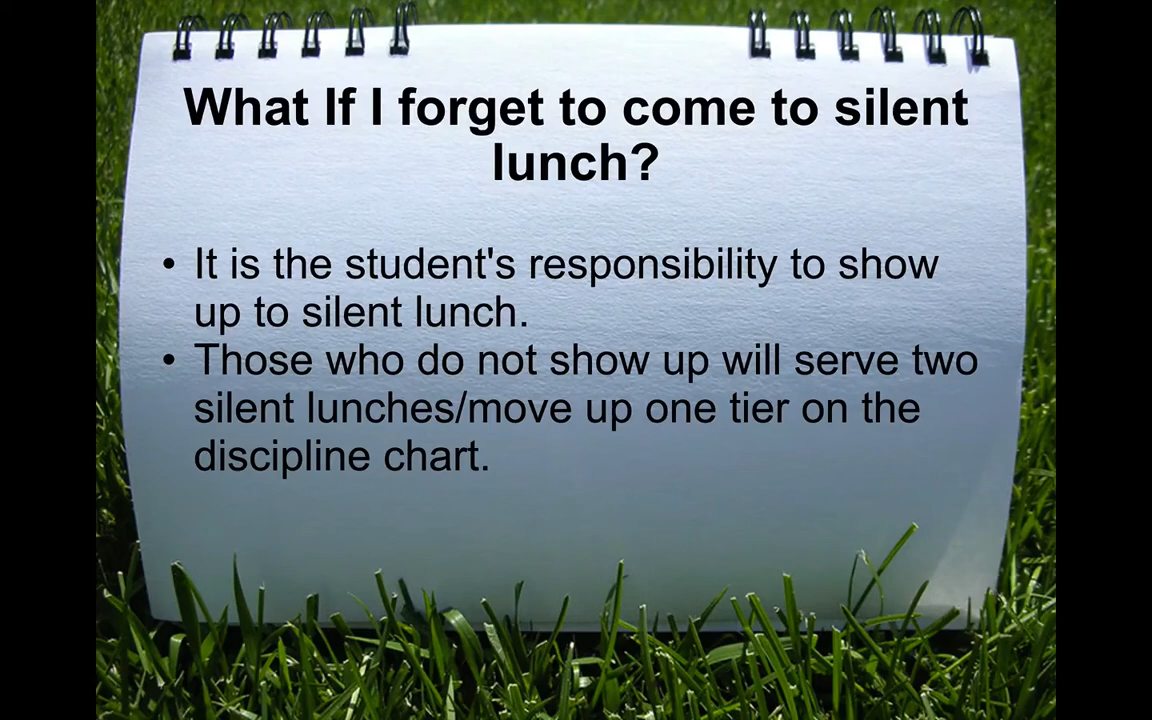 What If I forget to come to silent
lunch?
• It is the student's responsibility to show
up to silent lunch.
• Those who do not show up will serve two
silent lunches/move up one tier on the
discipline chart.